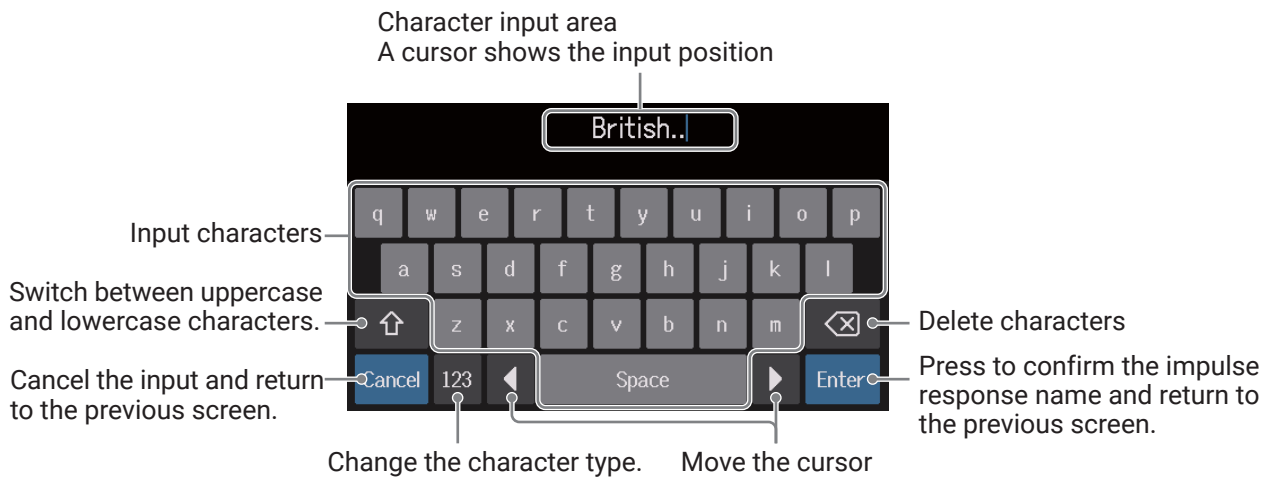 Character input area
A cursor shows the input position
British..
q w e r t y u i o p
Input characters
a s d f g h j k l
Switch between uppercase
and lowercase characters.
z x c v b n m
Delete characters
Cancel the input and return
to the previous screen.
Cancel 123 Space Enter
Press to confirm the impulse
response name and return to
the previous screen.
Change the character type.
Move the cursor